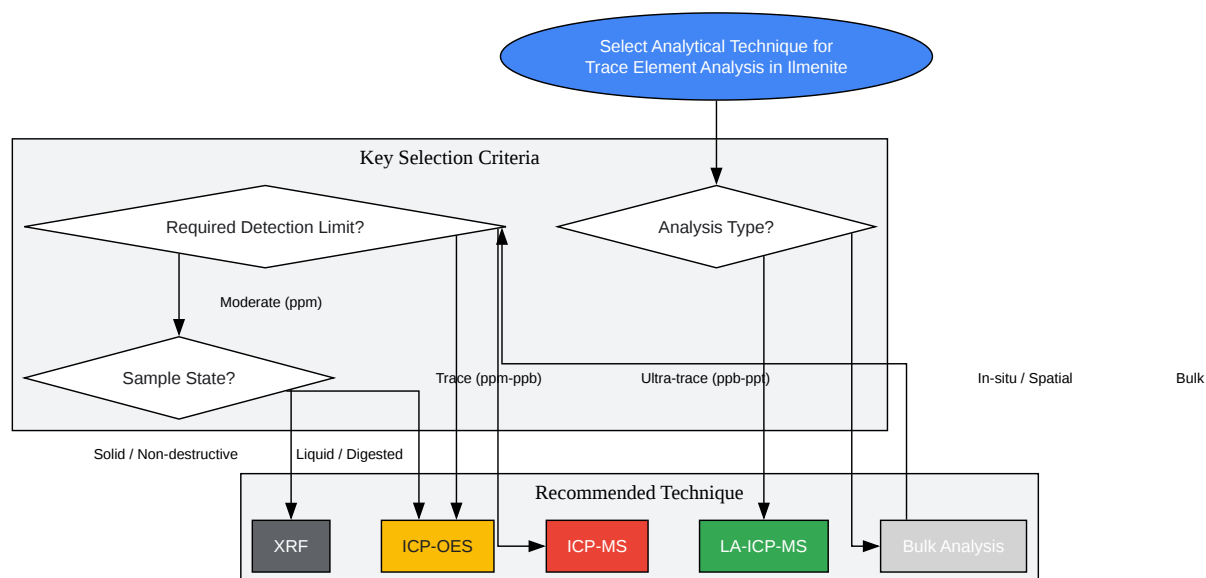 Select Analytical Technique for
Trace Element Analysis in Ilmenite
Key Selection Criteria
Required Detection Limit?
Analysis Type?
Moderate (ppm)
Sample State?
Trace (ppm-ppb)
Ultra-trace (ppb-ppt)
In-situ / Spatial
Bulk
Solid / Non-destructive
Liquid / Digested
Recommended Technique
XRF
ICP-OES
ICP-MS
LA-ICP-MS
Bulk Analysis